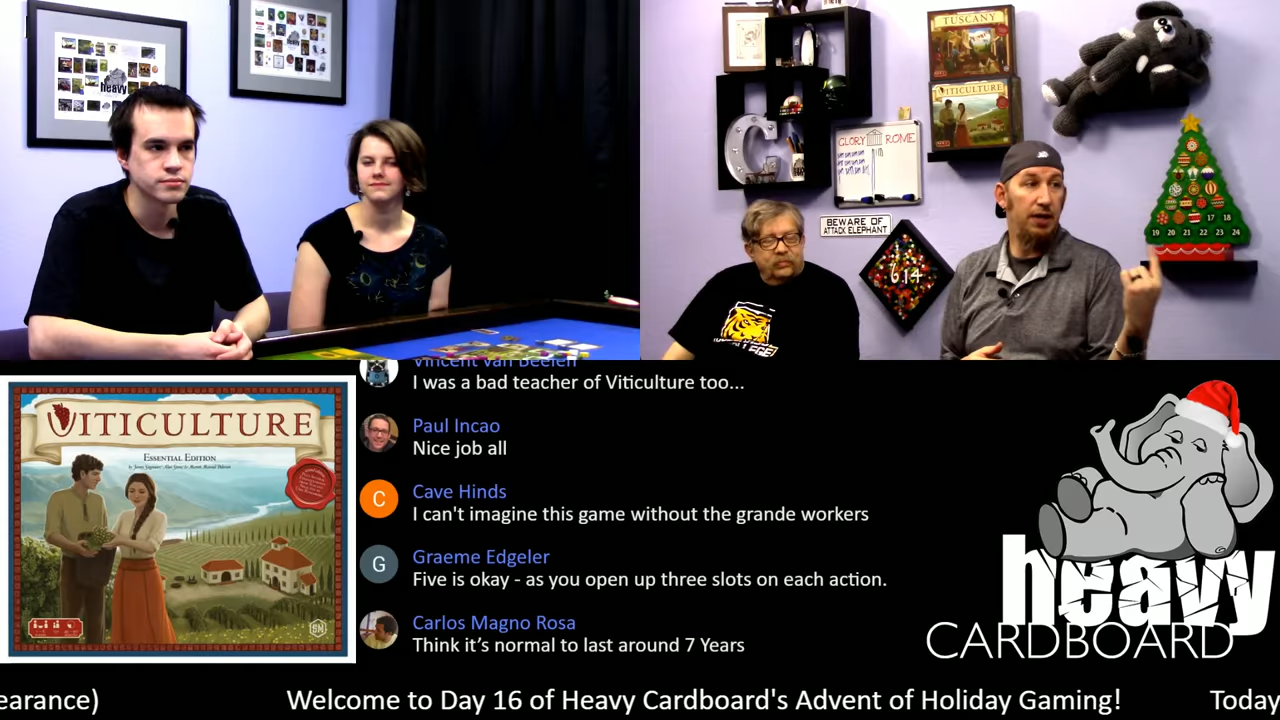 heavy
TUSCANY
VITICULTURE
C
GLORY ROME
BEWARE OF
ATTACK ELEPHANT
614
17 18
19 20 21 22 23 24
VITICULTURE
ESSENTIAL EDITION
Vincent van Beelen
I was a bad teacher of Viticulture too...
Paul Incao
Nice job all
C
Cave Hinds
I can't imagine this game without the grande workers
G
Graeme Edgeler
Five is okay - as you open up three slots on each action.
Carlos Magno Rosa
Think it's normal to last around 7 Years
heavy
CARDBOARD
earance)
Welcome to Day 16 of Heavy Cardboard's Advent of Holiday Gaming!
Today